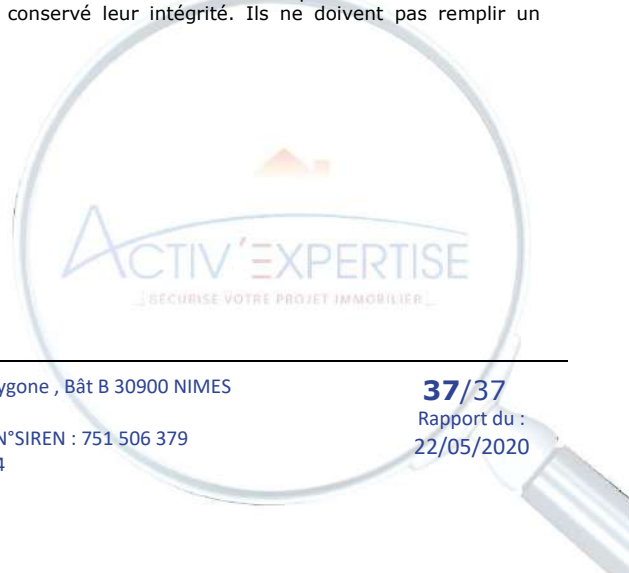 conservé leur intégrité. Ils ne doivent pas remplir un
ACTIV'EXPERTISE
SÉCURISE VOTRE PROJET IMMOBILIER
ygone , Bât B 30900 NIMES
N°SIREN : 751 506 379
4
37/37
Rapport du :
22/05/2020